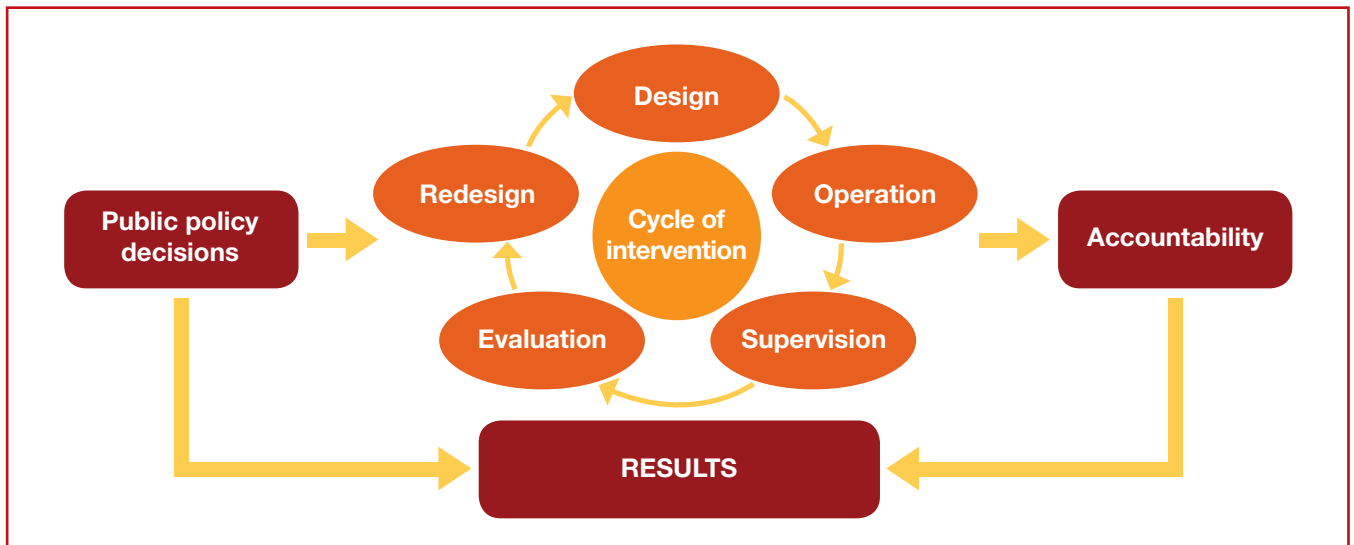 Design
Redesign
Operation
Public policy
decisions
Cycle of
intervention
Accountability
Evaluation
Supervision
RESULTS